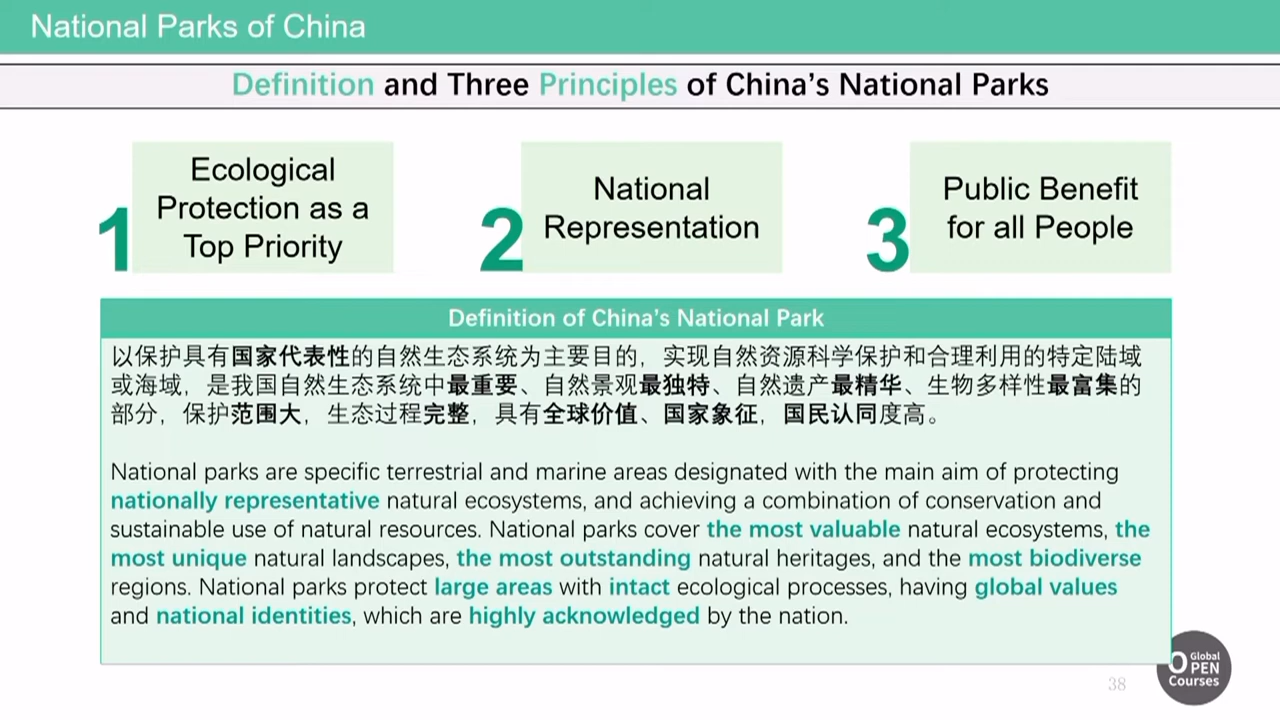 National Parks of China
Definition and Three Principles of China's National Parks
1
Ecological
Protection as a
Top Priority
2
National
Representation
3
Public Benefit
for all People
Definition of China's National Park
以保护具有国家代表性的自然生态系统为主要目的，实现自然资源科学保护和合理利用的特定陆域
或海域，是我国自然生态系统中最重要、自然景观最独特、自然遗产最精华、生物多样性最富集的
部分，保护范围大，生态过程完整，具有全球价值、国家象征，国民认同度高。
National parks are specific terrestrial and marine areas designated with the main aim of protecting
nationally representative natural ecosystems, and achieving a combination of conservation and
sustainable use of natural resources. National parks cover the most valuable natural ecosystems, the
most unique natural landscapes, the most outstanding natural heritages, and the most biodiverse
regions. National parks protect large areas with intact ecological processes, having global values
and national identities, which are highly acknowledged by the nation.
38
Global
OPEN
Courses